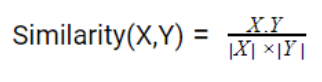 Similarity(X,Y) = X.Y / |X| ×|Y|